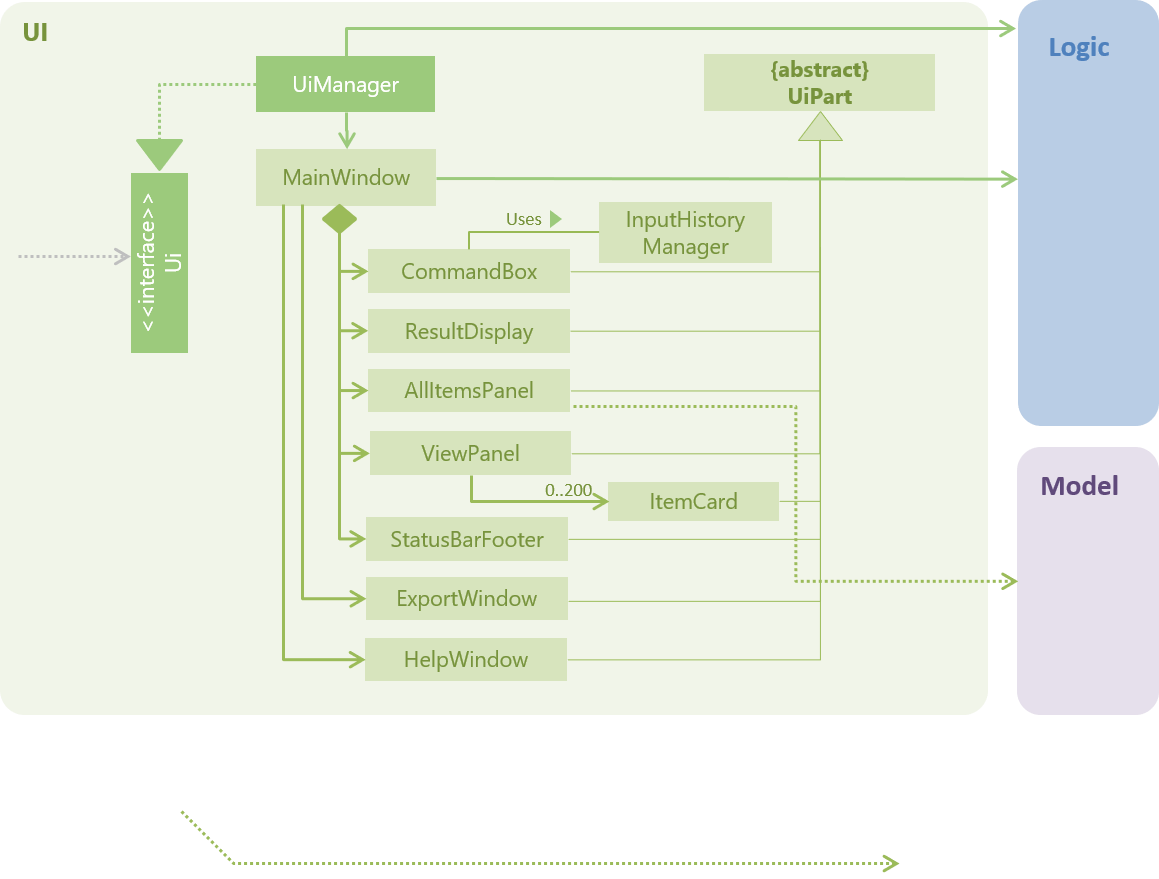 UI
Logic
{abstract}
UiPart
UiManager
MainWindow
<<interface>>
Ui
Uses
InputHistory
Manager
CommandBox
ResultDisplay
AllItemsPanel
ViewPanel
0..200
ItemCard
Model
StatusBarFooter
ExportWindow
HelpWindow